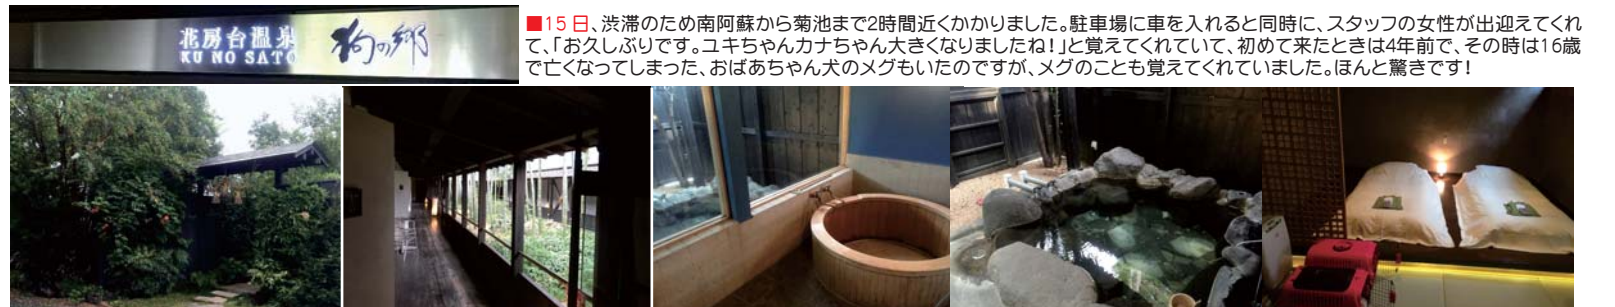 花房台温泉
KU NO SATO
狗の郷
■15日、渋滞のため南阿蘇から菊池まで2時間近くかかりました。駐車場に車を入れると同時に、スタッフの女性が出迎えてくれ
て、「お久しぶりです。ユキちゃんカナちゃん大きくなりましたね！」と覚えてくれていて、初めて来たときは4年前で、その時は16歳
で亡くなってしまった、おばあちゃん犬のメグもいたのですが、メグのことも覚えてくれていました。ほんと驚きです！